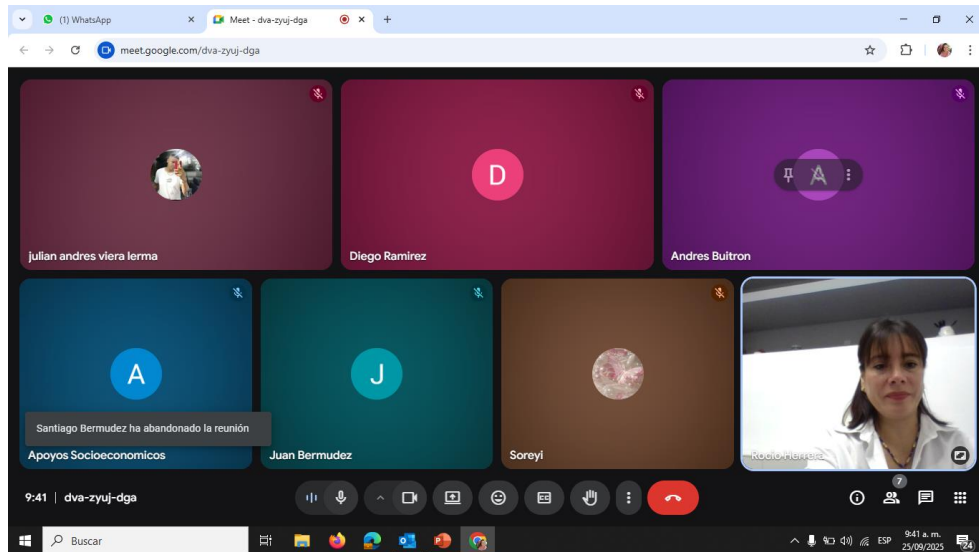 (1) WhatsApp
Meet - dva-zyuj-dga
meet.google.com/dva-zyuj-dga
julian andres viera lerma
D
Diego Ramirez
A
Andres Buitron
A
Santiago Bermudez ha abandonado la reunión
Apoyos Socioeconomicos
J
Juan Bermudez
Soreyi
Rocio Herrera
9:41 | dva-zyuj-dga
CC
7
Buscar
ESP
9:41 a. m.
25/09/2025
24